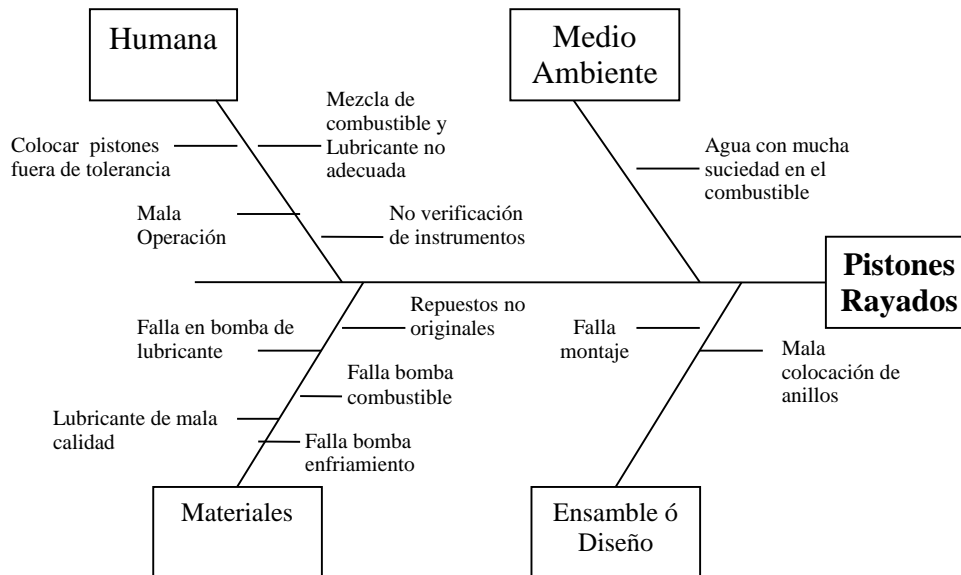 Humana
Medio
Ambiente
Colocar pistones
fuera de tolerancia
Mezcla de
combustible y
Lubricante no
adecuada
Agua con mucha
suciedad en el
combustible
Mala
Operación
No verificación
de instrumentos
Pistones
Rayados
Repuestos no
originales
Falla en bomba de
lubricante
Falla
montaje
Mala
colocación de
anillos
Falla bomba
combustible
Lubricante de mala
calidad
Falla bomba
enfriamiento
Materiales
Ensamble ó
Diseño